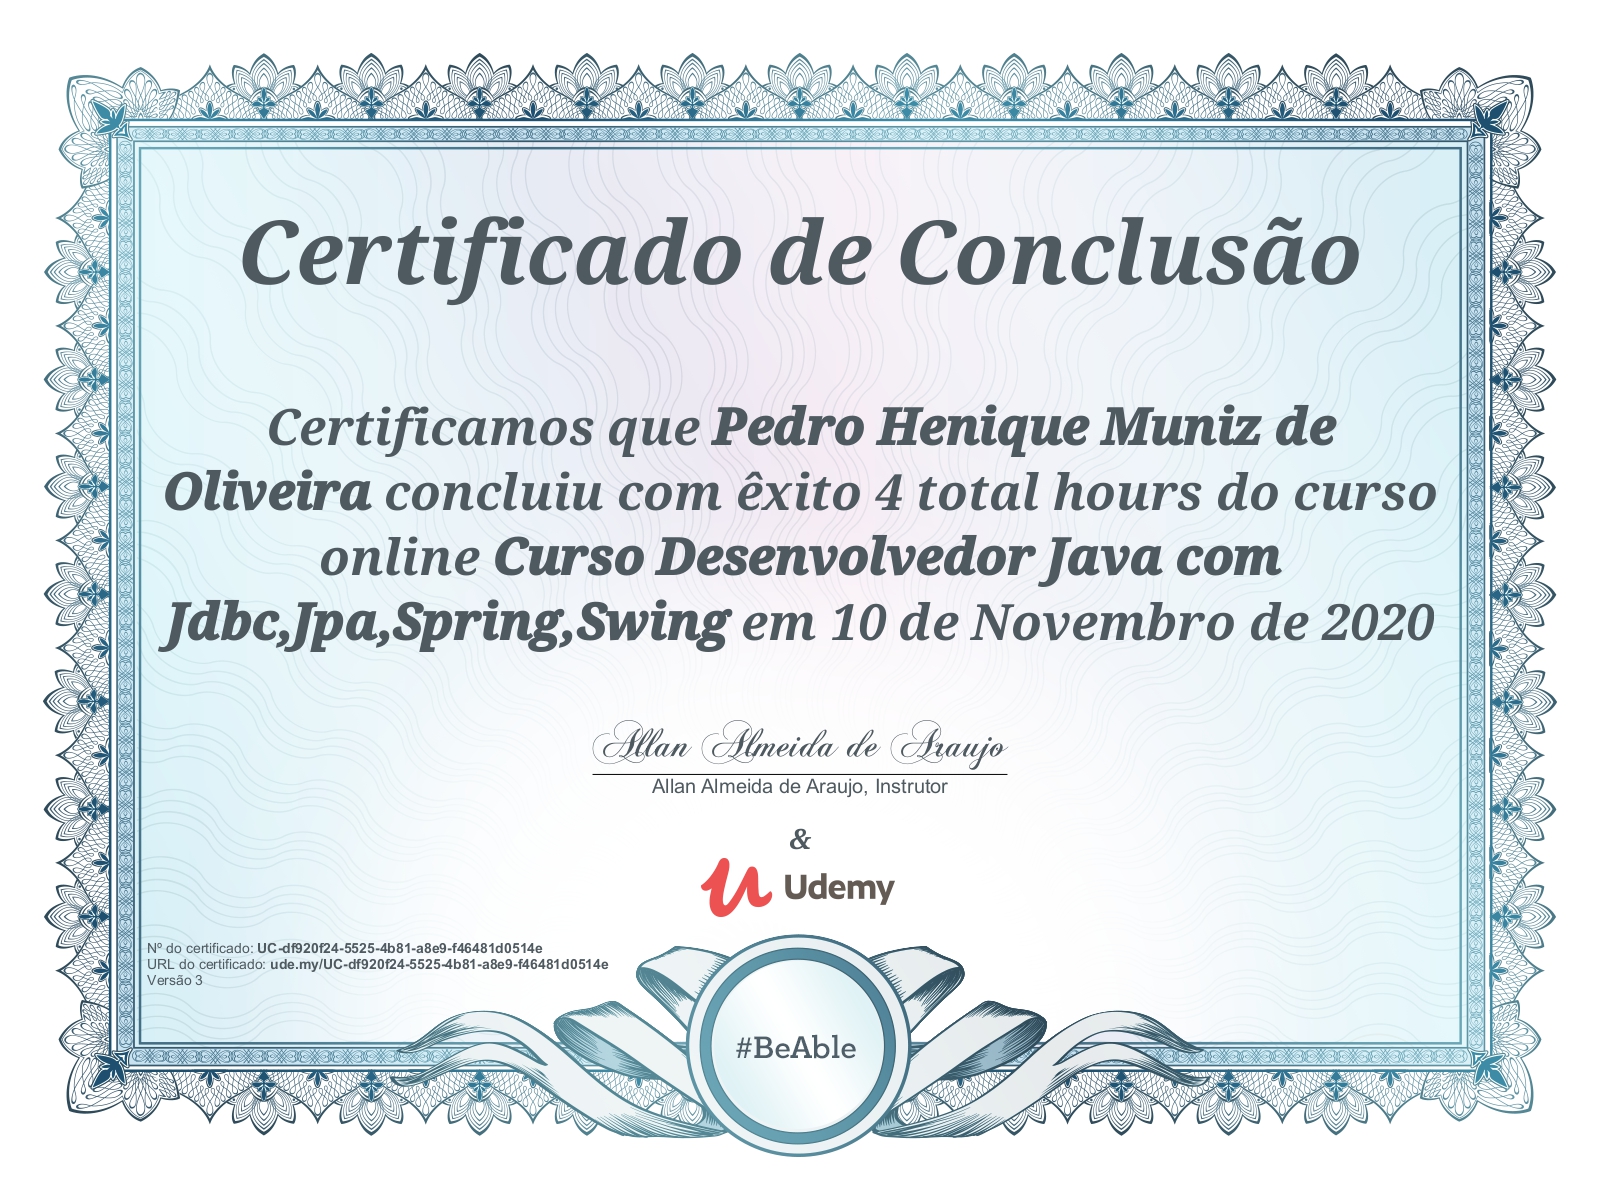 Certificado de Conclusão
Certificamos que Pedro Henique Muniz de
Oliveira concluiu com êxito 4 total hours do curso
online Curso Desenvolvedor Java com
Jdbc,Jpa,Spring,Swing em 10 de Novembro de 2020
Allan Almeida de Araujo
Allan Almeida de Araujo, Instrutor
&
Udemy
Nº do certificado: UC-df920f24-5525-4b81-a8e9-f46481d0514e
URL do certificado: ude.my/UC-df920f24-5525-4b81-a8e9-f46481d0514e
Versão 3
#BeAble